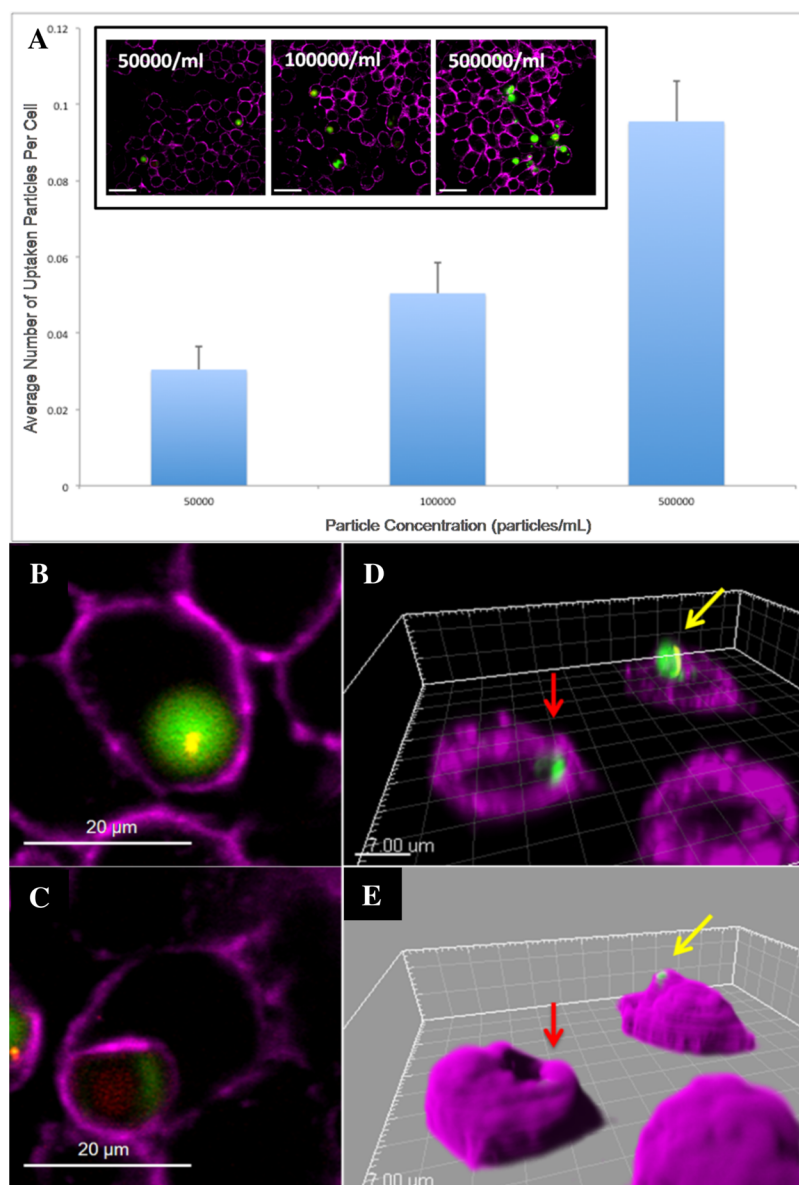 A
0.12
0.1
0.08
0.06
0.04
0.02
0
Average Number of Uptaken Particles Per Cell
50000/ml
100000/ml
500000/ml
50000
100000
500000
Particle Concentration (particles/mL)
B
20 µm
D
7.00 um
C
20 µm
E
7.00 um